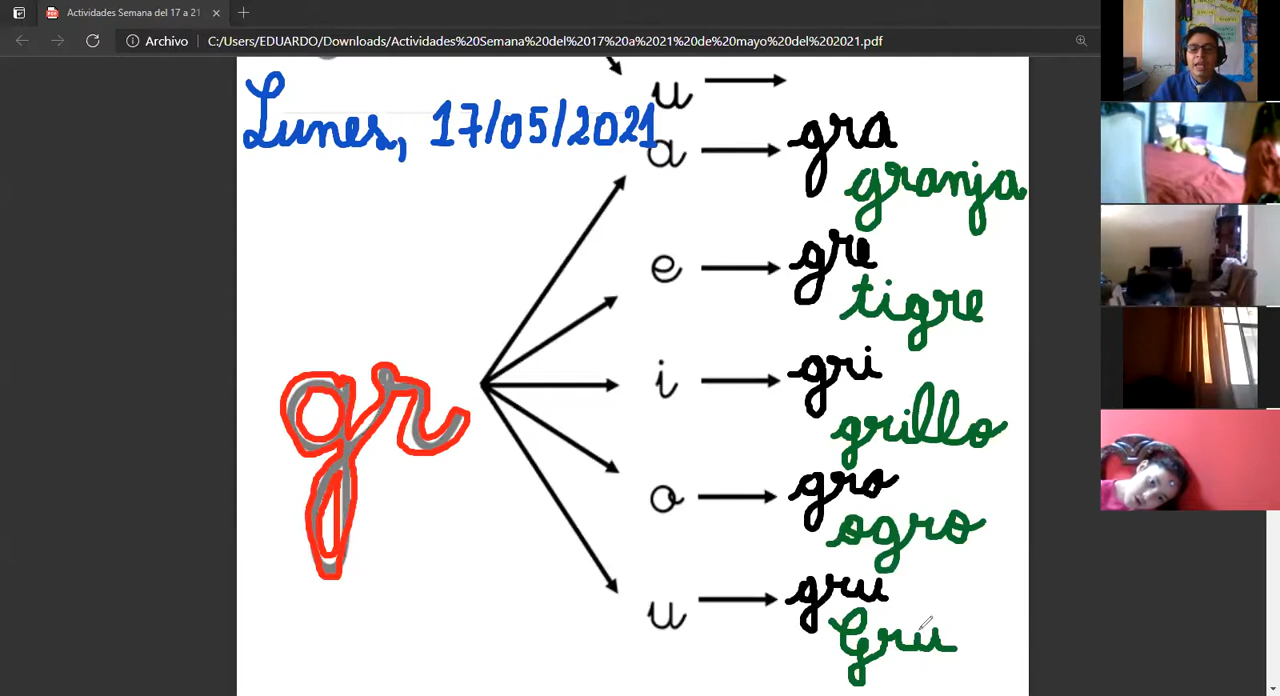 Actividades Semana del 17 a 21
Archivo
C:/Users/EDUARDO/Downloads/Actividades%20Semana%20del%2017%20a%2021%20de%20mayo%20del%202021.pdf
u
Lunes, 17/05/2021
a gra
granja
e gre
tigre
gr
i gri
grillo
o gro
ogro
u gru
Grú